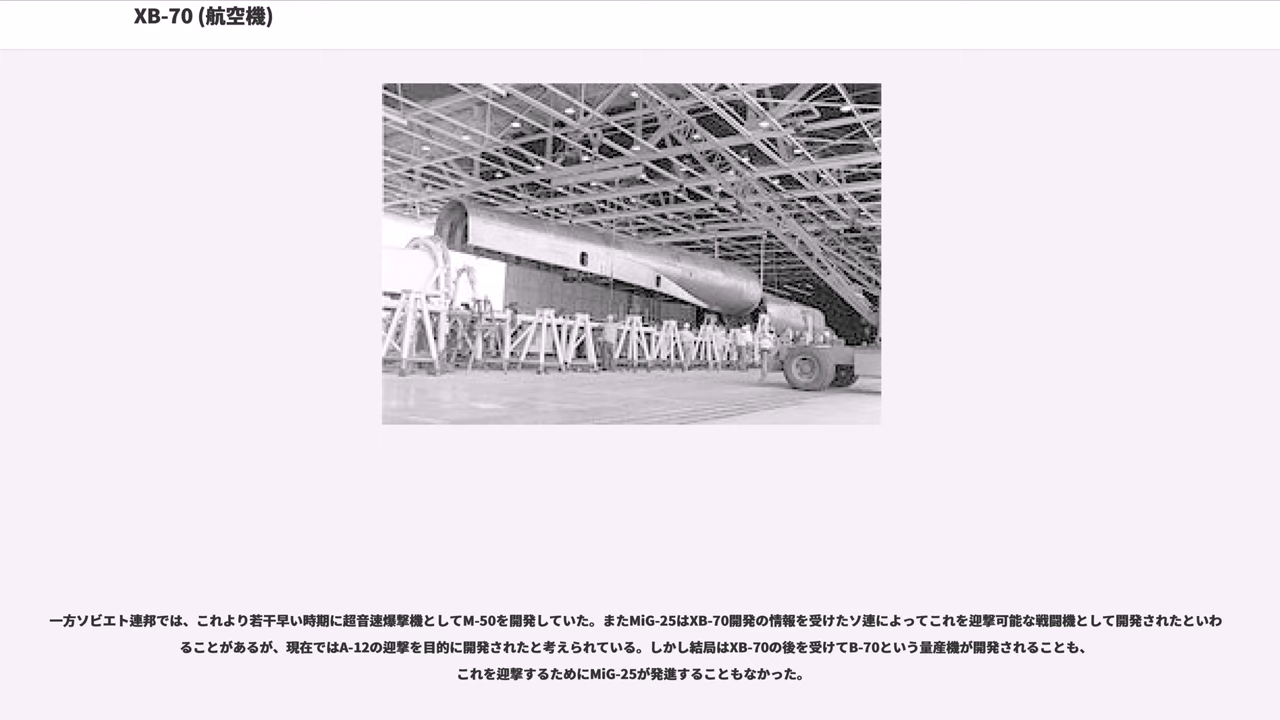 XB-70 (航空機)
一方ソビエト連邦では、これより若干早い時期に超音速爆撃機としてM-50を開発していた。またMiG-25はXB-70開発の情報を受けたソ連によってこれを迎撃可能な戦闘機として開発されたといわ
ることがあるが、現在ではA-12の迎撃を目的に開発されたと考えられている。しかし結局はXB-70の後を受けてB-70という量産機が開発されることも、
これを迎撃するためにMiG-25が発進することもなかった。